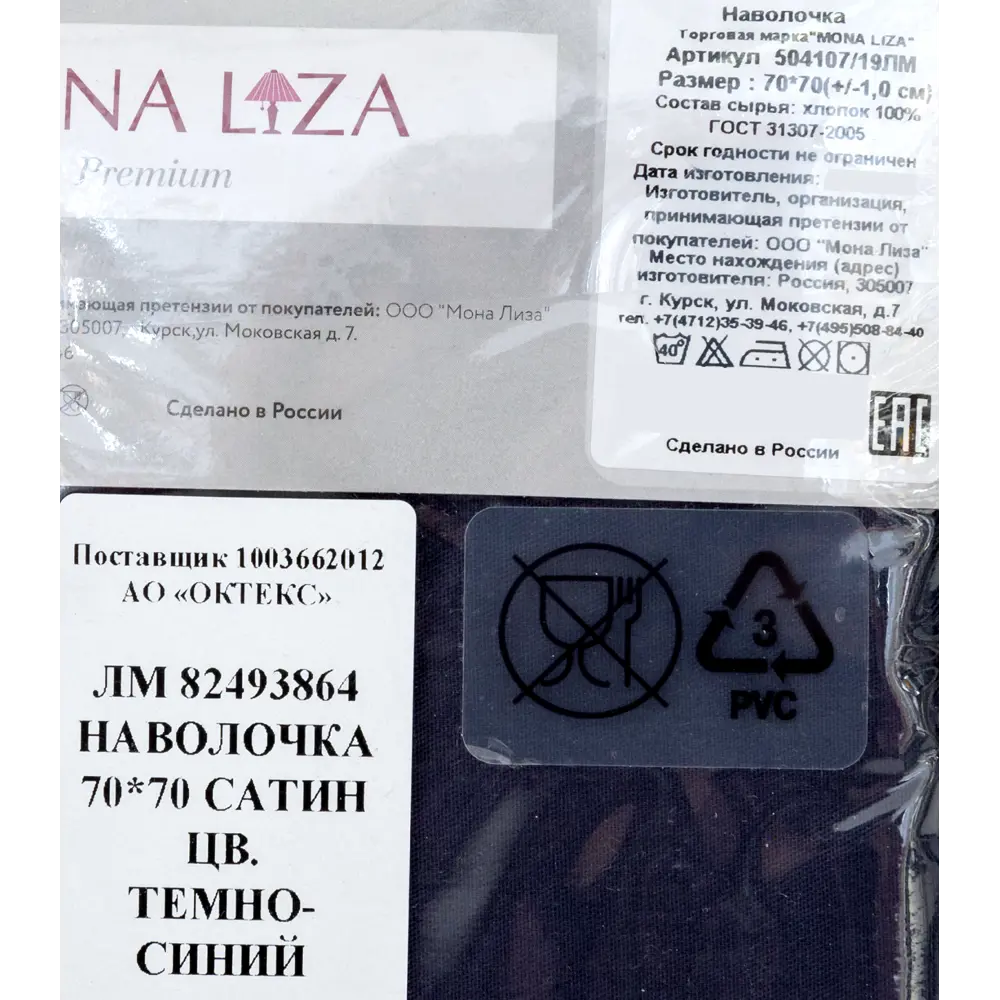 NA LIZA
Premium
покупателей: ООО "Мона Лиза"
305007, Курск,ул. Моковская д. 7.
Сделано в России
Наволочка
Торговая марка"MONA LIZA"
Артикул 504107/19ЛМ
Размер : 70*70(+/-1,0 см)
Состав сырья: хлопок 100%
ГОСТ 31307-2005
Срок годности не ограничен
Дата изготовления:
Изготовитель, организация,
принимающая претензии от
покупателей: ООО "Мона Лиза"
Место нахождения (адрес)
изготовителя: Россия, 305007
г. Курск, ул. Моковская, д.7
тел. +7(4712)35-39-46, +7(495)508-84-40
40°
EAC
Сделано в России
Поставщик 1003662012
АО «ОКТЕКС»
ЛМ 82493864
НАВОЛОЧКА
70*70 САТИН
ЦВ.
ТЕМНО-
СИНИЙ
3
PVC